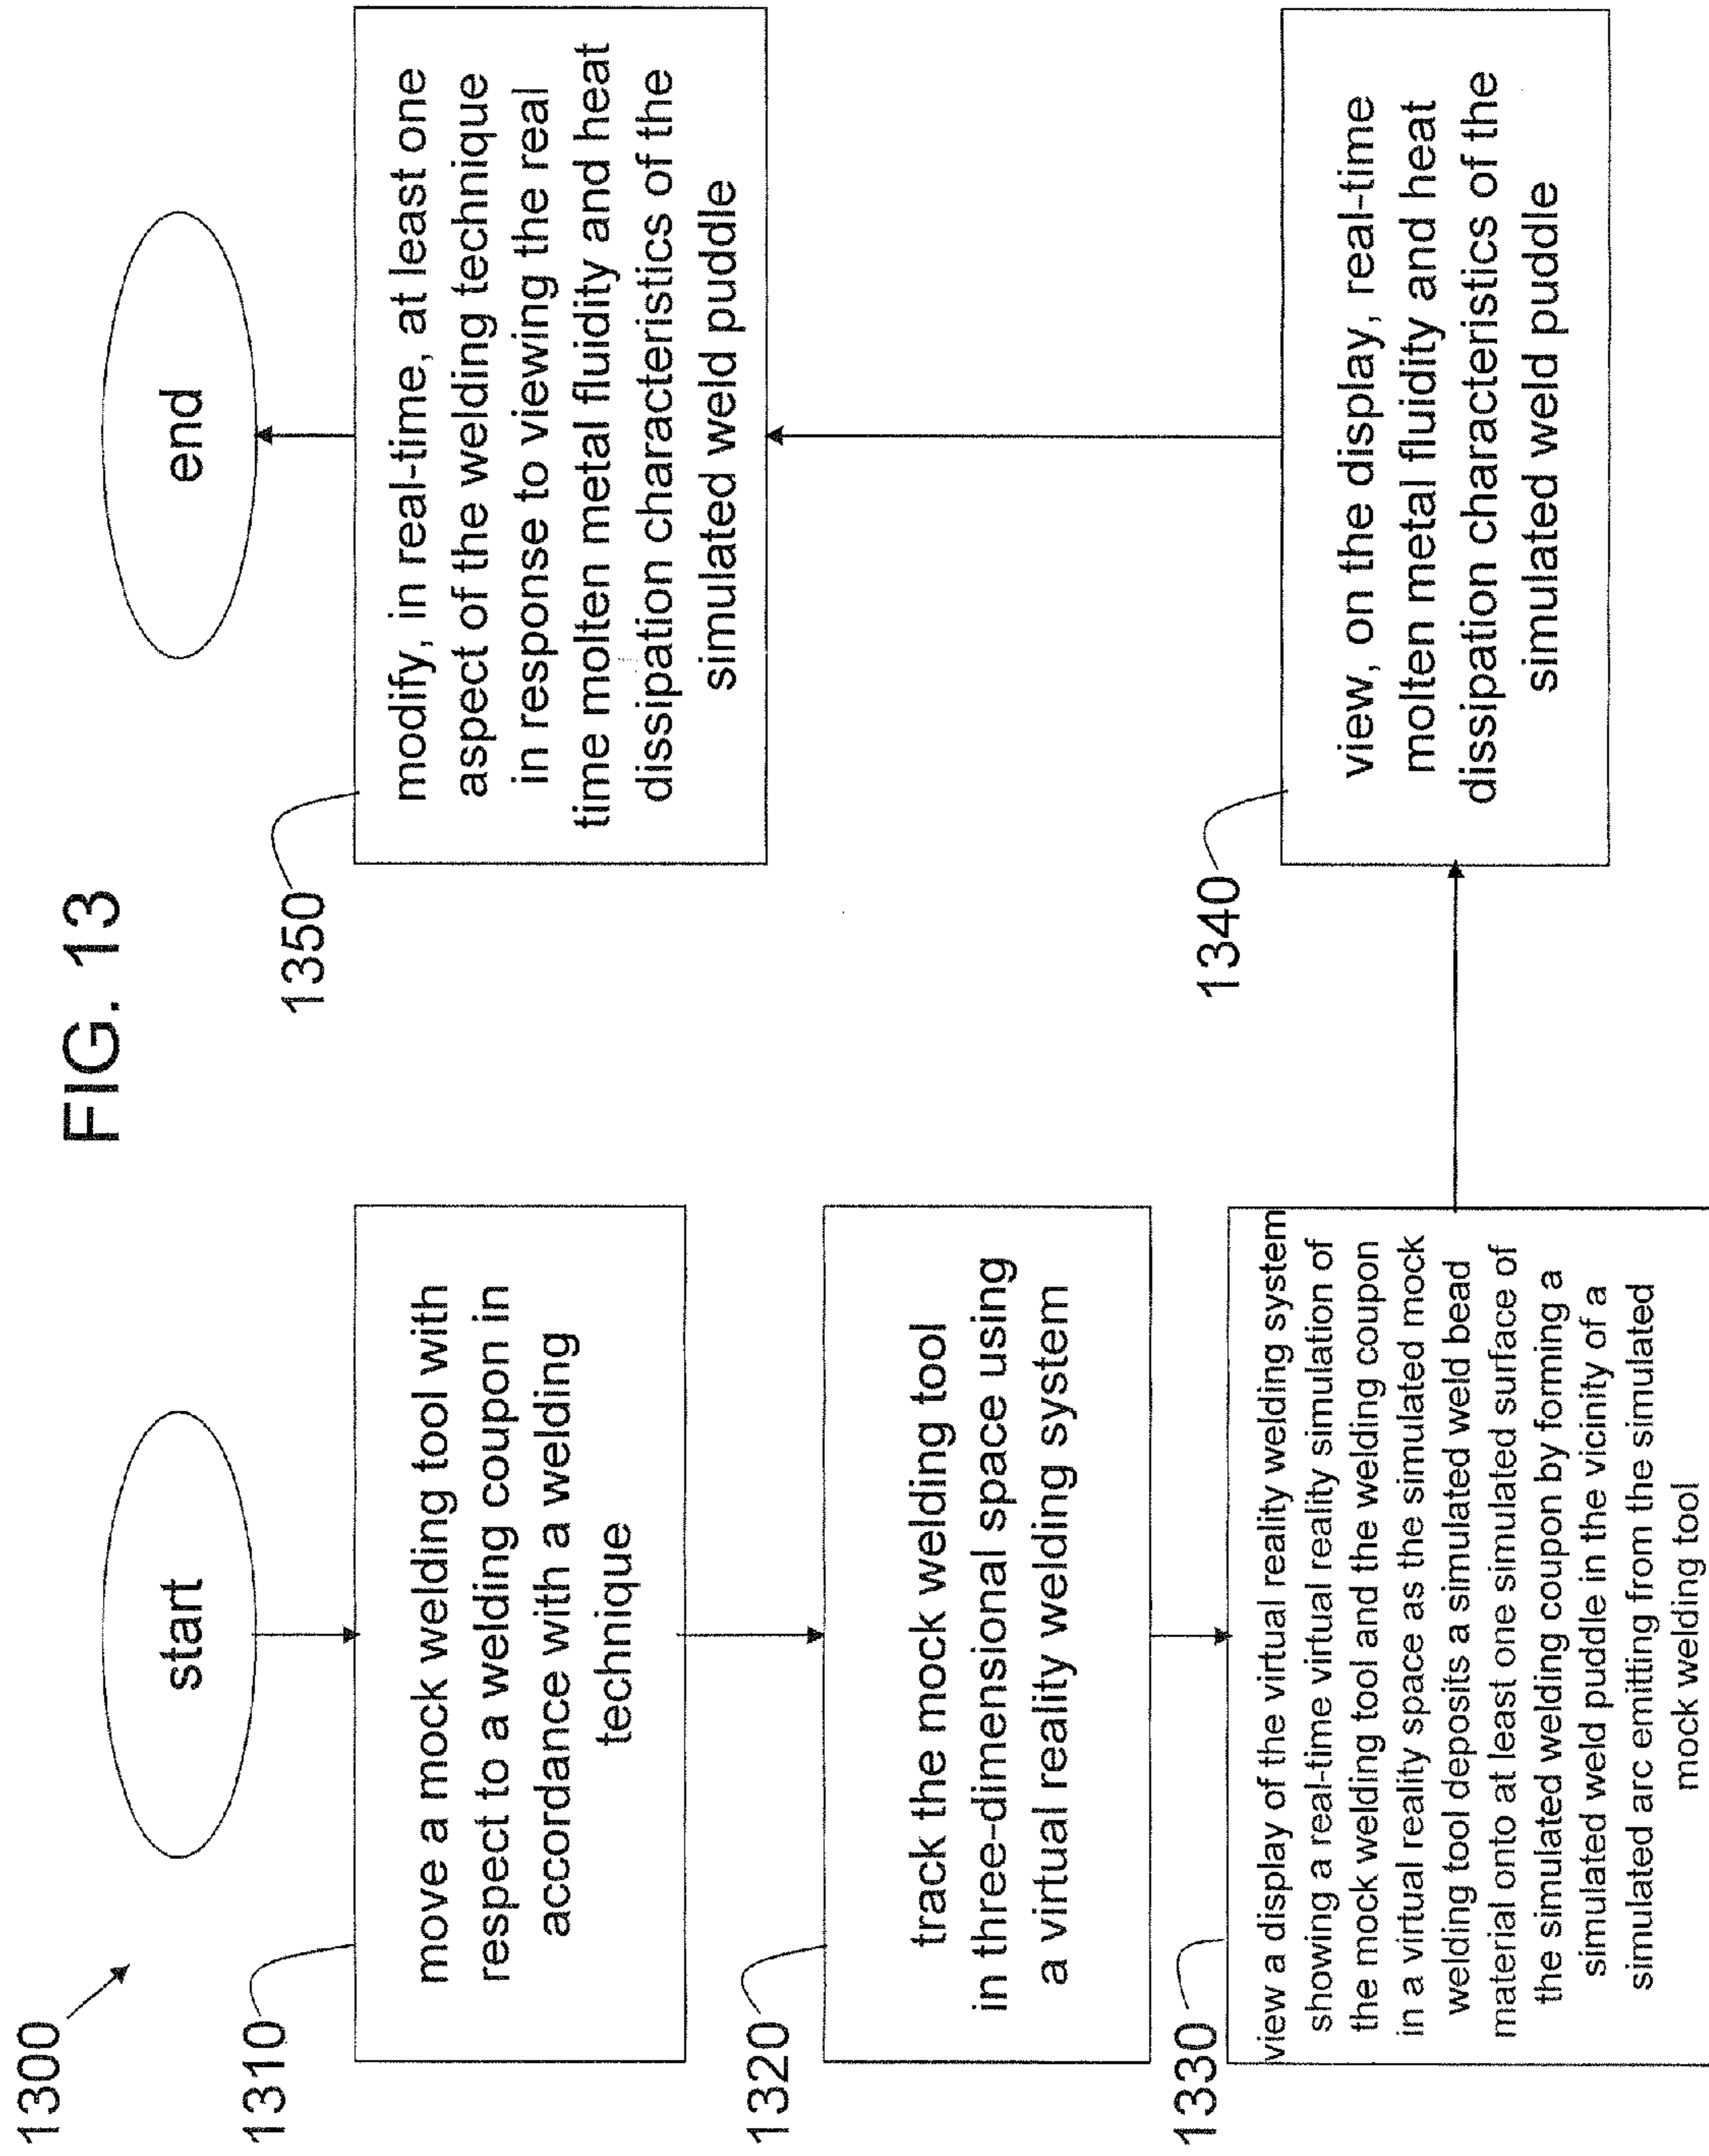 FIG. 13
1300
start
1310
move a mock welding tool with
respect to a welding coupon in
accordance with a welding
technique
1320
track the mock welding tool
in three-dimensional space using
a virtual reality welding system
1330
view a display of the virtual reality welding system
showing a real-time virtual reality simulation of
the mock welding tool and the welding coupon
in a virtual reality space as the simulated mock
welding tool deposits a simulated weld bead
material onto at least one simulated surface of
the simulated welding coupon by forming a
simulated weld puddle in the vicinity of a
simulated arc emitting from the simulated
mock welding tool
1340
view, on the display, real-time
molten metal fluidity and heat
dissipation characteristics of the
simulated weld puddle
1350
modify, in real-time, at least one
aspect of the welding technique
in response to viewing the real
time molten metal fluidity and heat
dissipation characteristics of the
simulated weld puddle
end